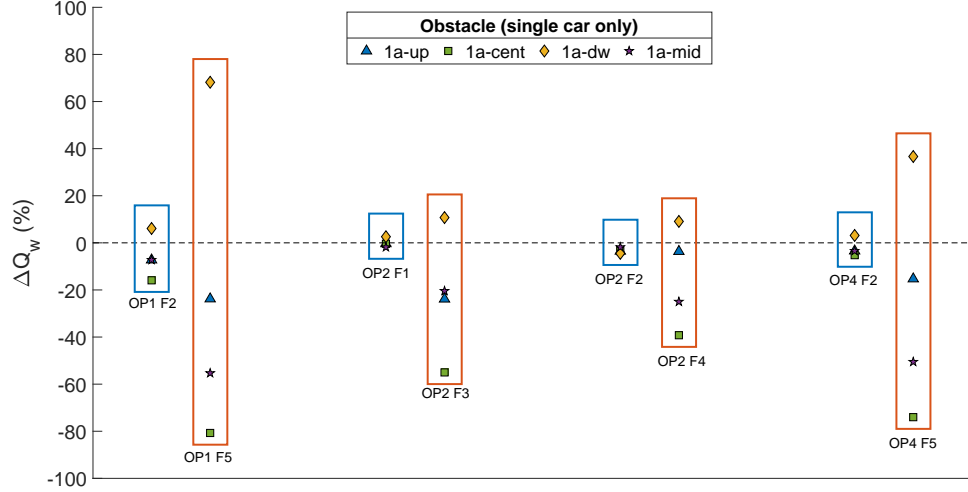 Obstacle (single car only)
1a-up 1a-cent 1a-dw 1a-mid
ΔQw (%)
100
80
60
40
20
0
-20
-40
-60
-80
-100
OP1 F2
OP1 F5
OP2 F1
OP2 F3
OP2 F2
OP2 F4
OP4 F2
OP4 F5